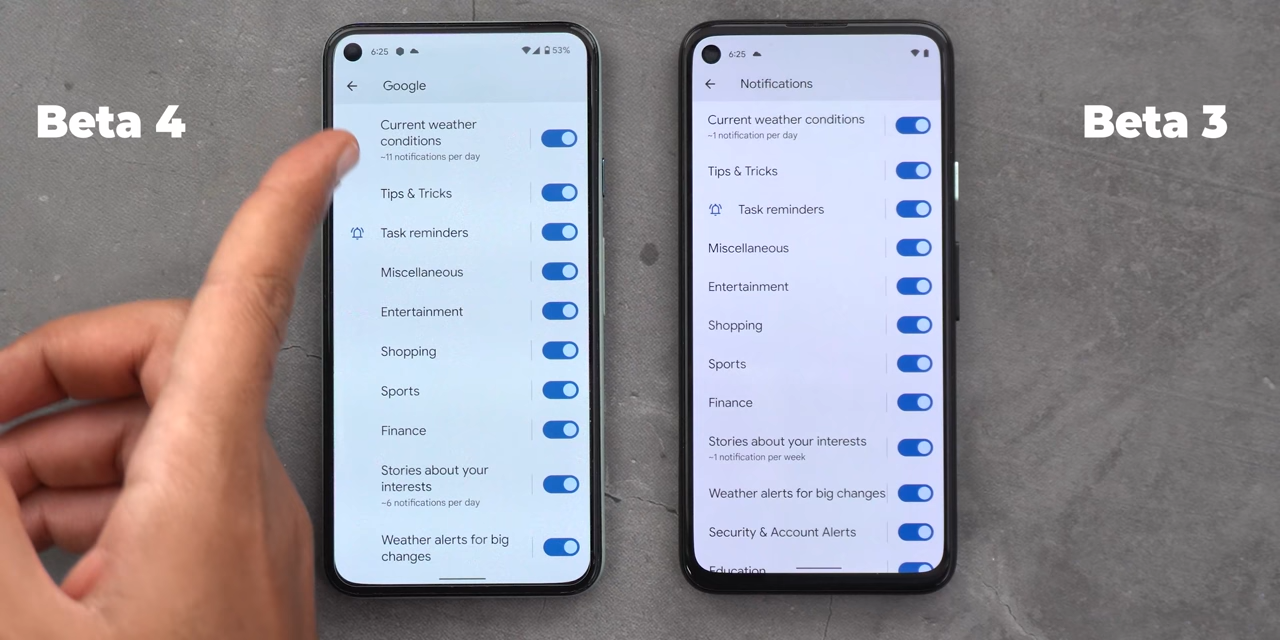 Beta 4
6:25
53%
Google
Current weather
conditions
~11 notifications per day
Tips & Tricks
Task reminders
Miscellaneous
Entertainment
Shopping
Sports
Finance
Stories about your
interests
~6 notifications per day
Weather alerts for big
changes
6:25
Notifications
Current weather conditions
~1 notification per day
Tips & Tricks
Task reminders
Miscellaneous
Entertainment
Shopping
Sports
Finance
Stories about your interests
~1 notification per week
Weather alerts for big changes
Security & Account Alerts
Education
Beta 3